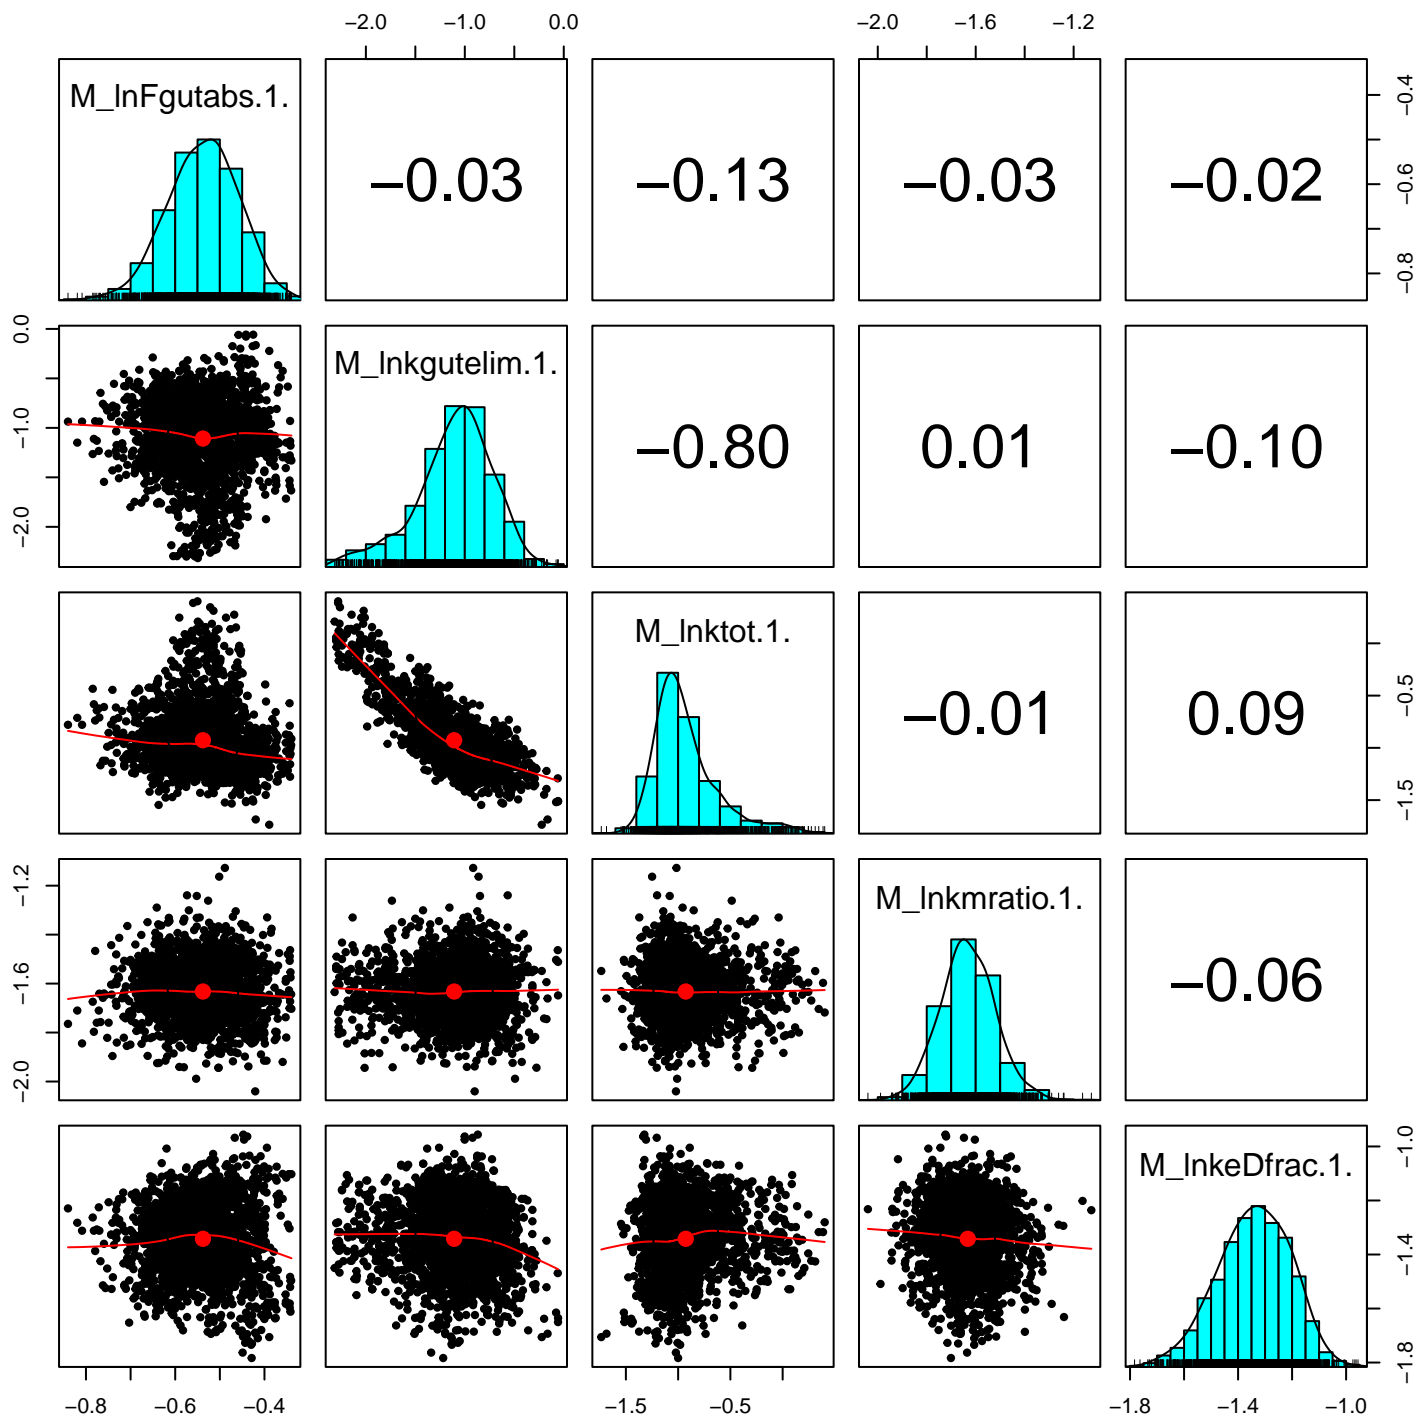 −2.0 −1.0 0.0 −2.0 −1.6 −1.2
M_lnFgutabs.1. −0.03 −0.13 −0.03 −0.02
−0.4
−0.6
−0.8
M_lnkgutelim.1. −0.80 0.01 −0.10
0.0
−1.0
−2.0
M_lnktot.1. −0.01 0.09
−0.5
−1.5
M_lnkmratio.1. −0.06
−1.2
−1.6
−2.0
M_lnkeDfrac.1.
−1.0
−1.4
−1.8
−0.8 −0.6 −0.4 −1.5 −0.5 −1.8 −1.4 −1.0